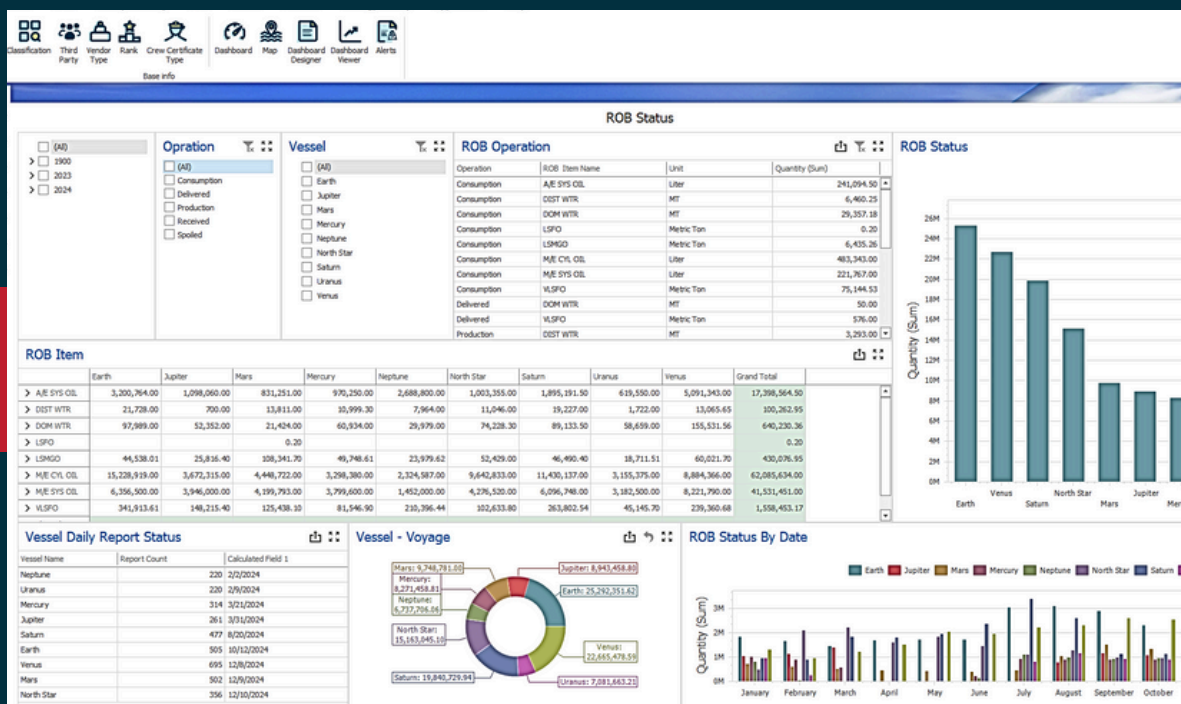 Classification Third Party Vendor Type Rank Crew Certificate Type Dashboard Map Dashboard Designer Dashboard Viewer Alerts
Base info
ROB Status
(All)
1900
2023
2024
Opration
(All)
Consumption
Delivered
Production
Received
Spoiled
Vessel
(All)
Earth
Jupiter
Mars
Mercury
Neptune
North Star
Saturn
Uranus
Venus
ROB Operation
Operation ROB Item Name Unit Quantity (Sum)
Consumption A/E SYS OIL Liter 241,094.50
Consumption DIST WTR MT 6,460.25
Consumption DOM WTR MT 29,357.18
Consumption LSFO Metric Ton 0.20
Consumption LSMGO Metric Ton 6,435.26
Consumption M/E CYL OIL Liter 483,343.00
Consumption M/E SYS OIL Liter 221,767.00
Consumption VLSFO Metric Ton 75,144.53
Delivered DOM WTR MT 50.00
Delivered VLSFO Metric Ton 576.00
Production DIST WTR MT 3,293.00
ROB Status
Quantity (Sum)
26M
24M
22M
20M
18M
16M
14M
12M
10M
8M
6M
4M
2M
0M
Earth Venus Saturn North Star Mars Jupiter Mer
ROB Item
Earth Jupiter Mars Mercury Neptune North Star Saturn Uranus Venus Grand Total
A/E SYS OIL 3,200,764.00 1,098,060.00 831,251.00 970,250.00 2,688,800.00 1,003,355.00 1,895,191.50 619,550.00 5,091,343.00 17,398,564.50
DIST WTR 21,728.00 700.00 13,811.00 10,999.30 7,964.00 11,046.00 19,227.00 1,722.00 13,065.65 100,262.95
DOM WTR 97,989.00 52,352.00 21,424.00 60,934.00 29,979.00 74,228.30 89,133.50 58,659.00 155,531.56 640,230.36
LSFO 0.20 0.20
LSMGO 44,538.01 25,816.40 108,341.70 49,748.61 23,979.62 52,429.00 46,490.40 18,711.51 60,021.70 430,076.95
M/E CYL OIL 15,228,919.00 3,672,315.00 4,448,722.00 3,298,380.00 2,324,587.00 9,642,833.00 11,430,137.00 3,155,375.00 8,884,366.00 62,085,634.00
M/E SYS OIL 6,356,500.00 3,946,000.00 4,199,793.00 3,799,600.00 1,452,000.00 4,276,520.00 6,096,748.00 3,182,500.00 8,221,790.00 41,531,451.00
VLSFO 341,913.61 148,215.40 125,438.10 81,546.90 210,396.44 102,633.80 263,802.54 45,145.70 239,360.68 1,558,453.17
Vessel Daily Report Status
Vessel Name Report Count Calculated Field 1
Neptune 220 2/2/2024
Uranus 220 2/9/2024
Mercury 314 3/21/2024
Jupiter 261 3/31/2024
Saturn 477 8/20/2024
Earth 505 10/12/2024
Venus 695 12/8/2024
Mars 502 12/9/2024
North Star 356 12/10/2024
Vessel - Voyage
Mars: 9,748,781.00
Jupiter: 8,943,458.80
Mercury: 8,271,458.81
Earth: 25,292,351.62
Neptune: 6,737,706.06
North Star: 15,163,045.10
Venus: 22,665,478.59
Saturn: 19,840,729.94
Uranus: 7,081,663.21
ROB Status By Date
Earth Jupiter Mars Mercury Neptune North Star Saturn
Quantity (Sum)
3M
2M
1M
0M
January February March April May June July August September October